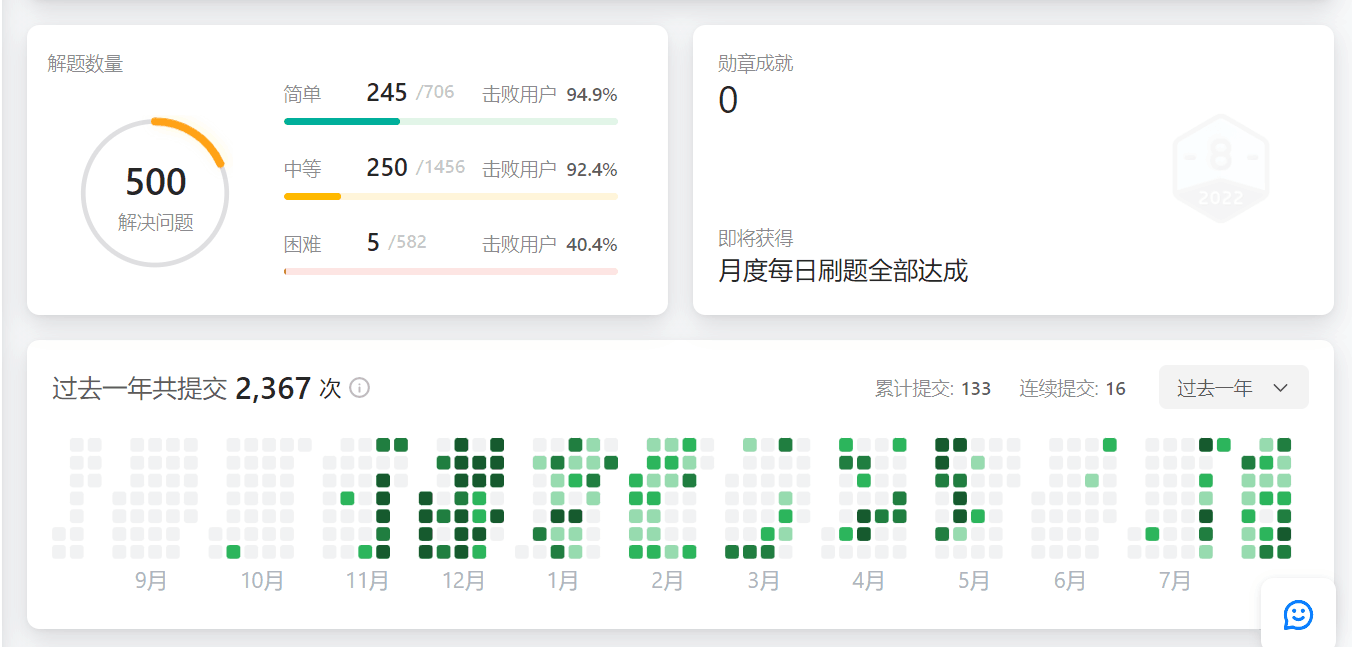 解题数量
500
解决问题
简单 245 /706 击败用户 94.9%
中等 250 /1456 击败用户 92.4%
困难 5 /582 击败用户 40.4%
勋章成就
0
8
2022
即将获得
月度每日刷题全部达成
过去一年共提交 2,367 次
累计提交: 133 连续提交: 16 过去一年
9月 10月 11月 12月 1月 2月 3月 4月 5月 6月 7月